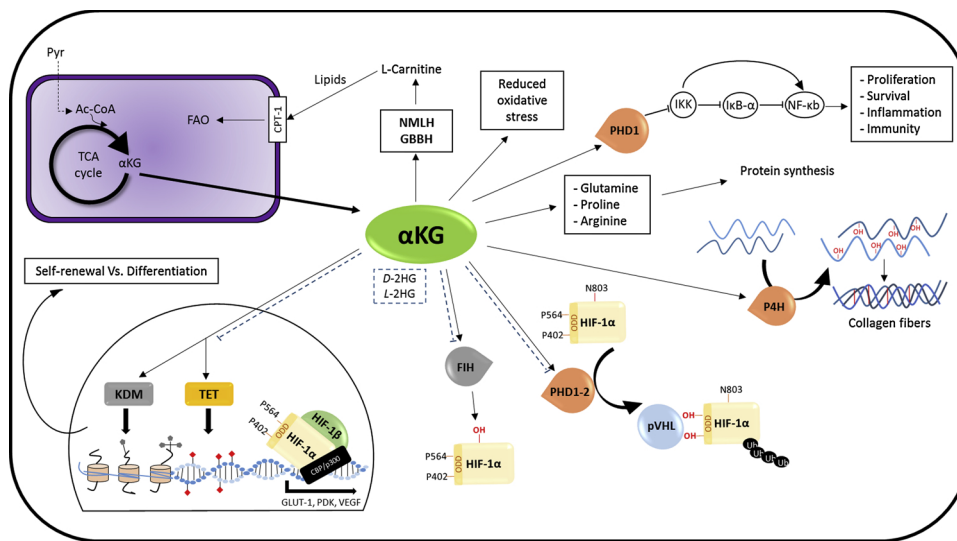 Pyr
Ac-CoA
TCA
cycle
αKG
FAO
CPT-1
Lipids
L-Carnitine
NMLH
GBBH
Reduced
oxidative
stress
PHD1
IKK
IκB-α
NF-κb
- Proliferation
- Survival
- Inflammation
- Immunity
- Glutamine
- Proline
- Arginine
Protein synthesis
αKG
D-2HG
L-2HG
P4H
OH
OH
OH
OH
OH
Collagen fibers
Self-renewal Vs. Differentiation
KDM
TET
P564
P402
ODD
HIF-1α
HIF-1β
CBP/p300
GLUT-1, PDK, VEGF
FIH
OH
P564
P402
ODD
HIF-1α
N803
P564
P402
ODD
HIF-1α
PHD1-2
pVHL
OH
OH
N803
ODD
HIF-1α
Ub
Ub
Ub
Ub